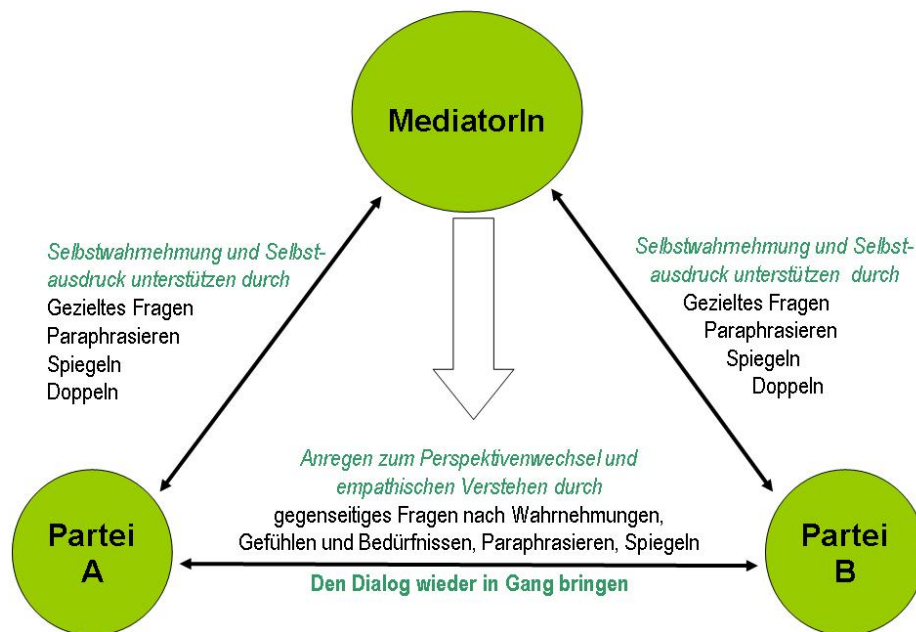 MediatorIn
Selbstwahrnehmung und Selbst-
ausdruck unterstützen durch
Gezieltes Fragen
Paraphrasieren
Spiegeln
Doppeln
Selbstwahrnehmung und Selbst-
ausdruck unterstützen durch
Gezieltes Fragen
Paraphrasieren
Spiegeln
Doppeln
Anregen zum Perspektivenwechsel und
empathischen Verstehen durch
gegenseitiges Fragen nach Wahrnehmungen,
Gefühlen und Bedürfnissen, Paraphrasieren, Spiegeln
Den Dialog wieder in Gang bringen
Partei
A
Partei
B